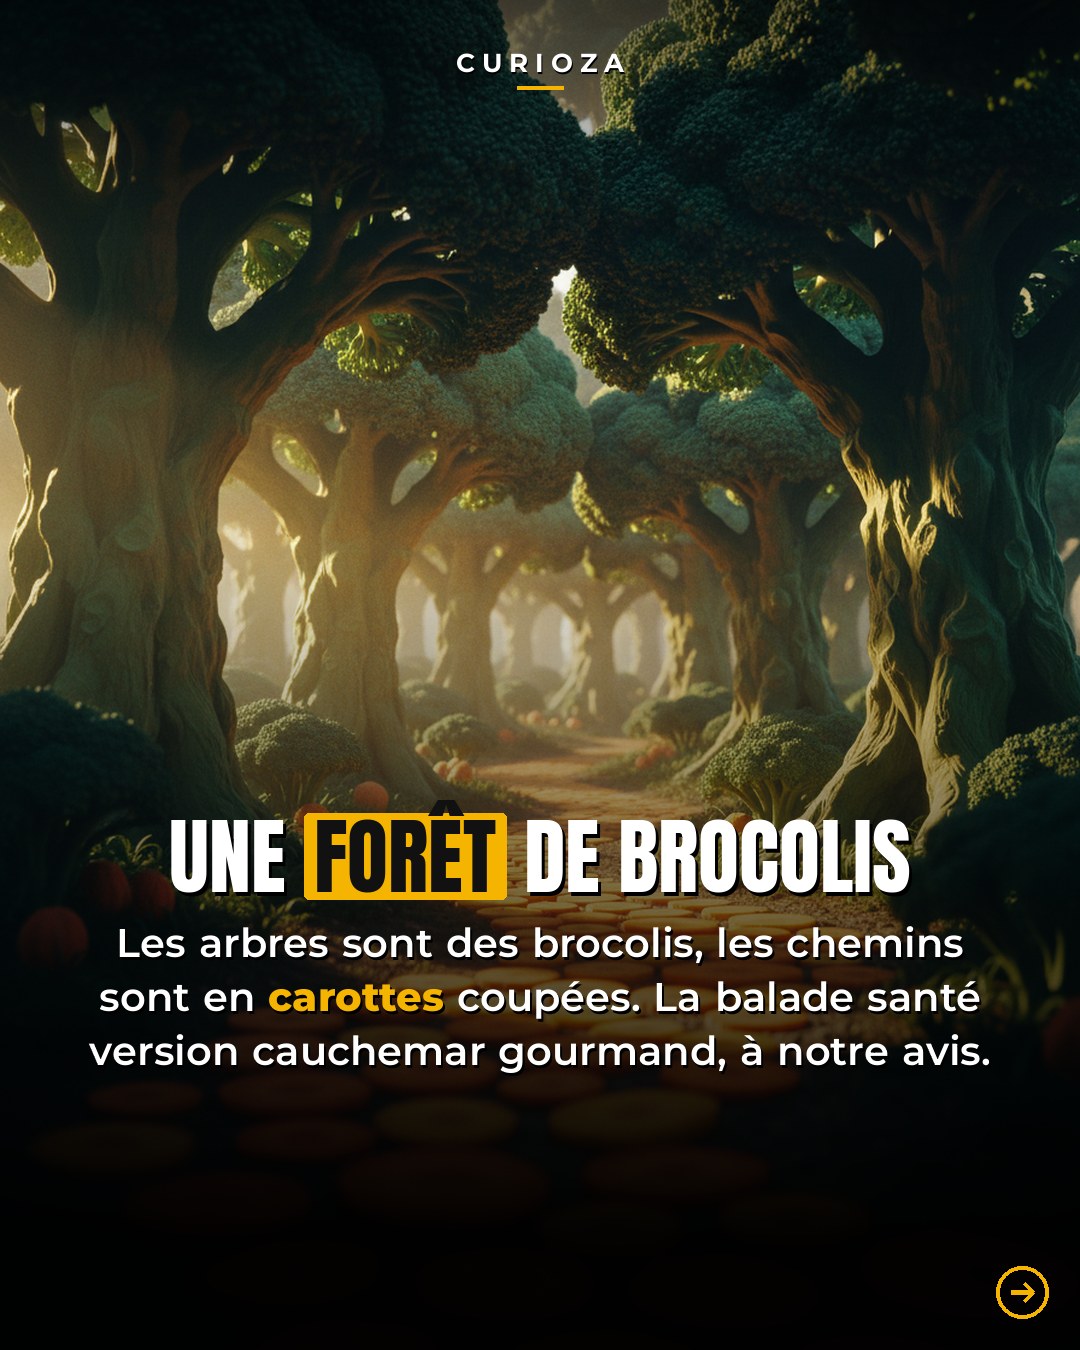 CURIOZA
UNE FORÊT DE BROCOLIS
Les arbres sont des brocolis, les chemins
sont en carottes coupées. La balade santé
version cauchemar gourmand, à notre avis.